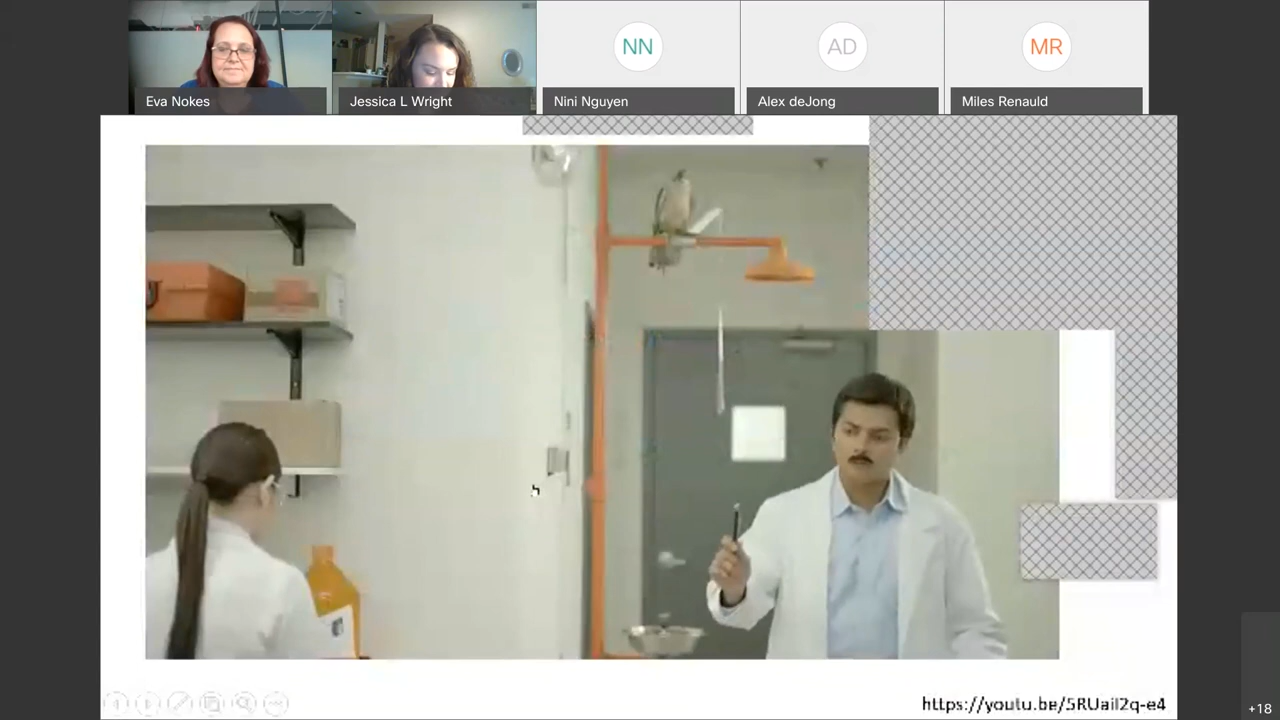 NN
AD
MR
Eva Nokes
Jessica L Wright
Nini Nguyen
Alex deJong
Miles Renauld
https://youtu.be/5RUail2q-e4
+18